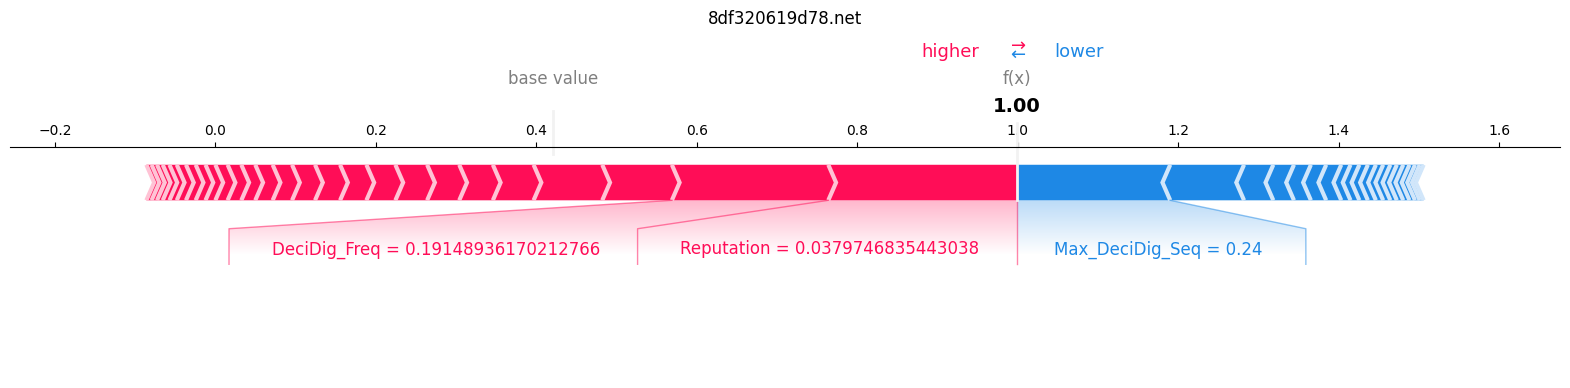 8df320619d78.net
higher ⇄ lower
base value f(x)
1.00
−0.2 0.0 0.2 0.4 0.6 0.8 1.0 1.2 1.4 1.6
DeciDig_Freq = 0.19148936170212766 Reputation = 0.0379746835443038 Max_DeciDig_Seq = 0.24